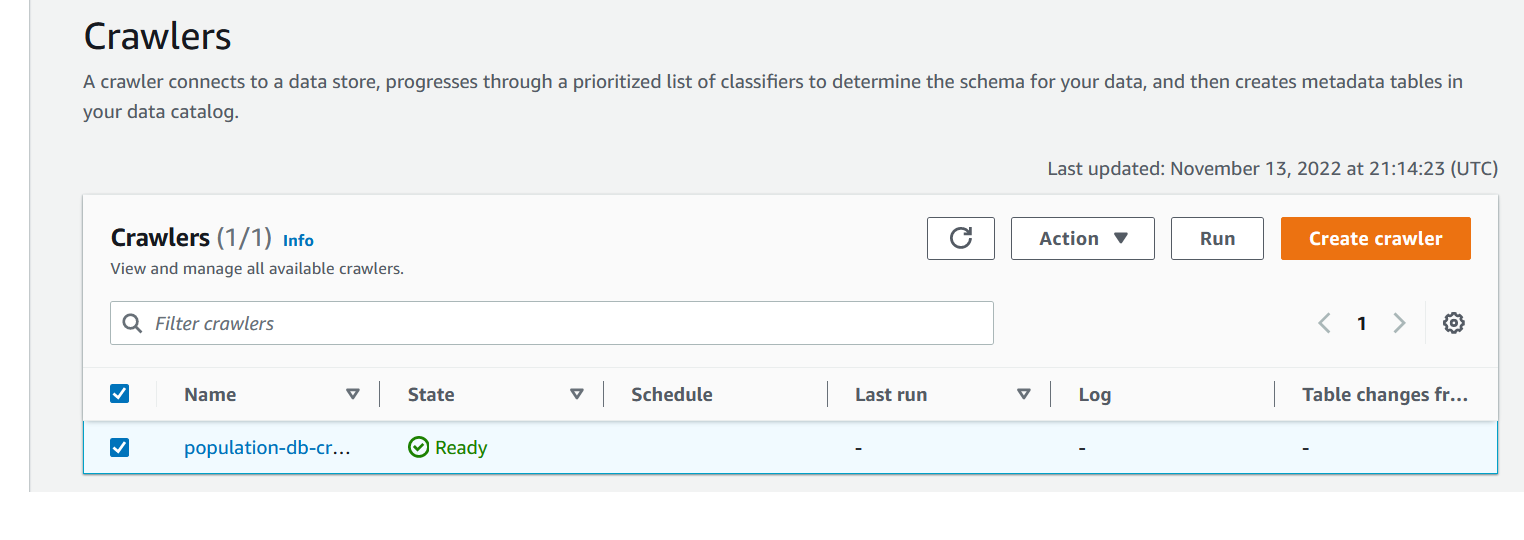 Crawlers
A crawler connects to a data store, progresses through a prioritized list of classifiers to determine the schema for your data, and then creates metadata tables in
your data catalog.
Last updated: November 13, 2022 at 21:14:23 (UTC)
Crawlers (1/1) Info
Action Run Create crawler
View and manage all available crawlers.
Filter crawlers
1
Name State Schedule Last run Log Table changes fr...
population-db-cr... Ready - - -